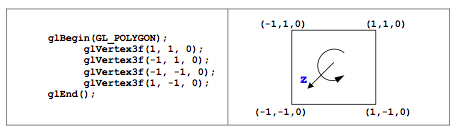 glBegin(GL_POLYGON);
glVertex3f(1, 1, 0);
glVertex3f(-1, 1, 0);
glVertex3f(-1, -1, 0);
glVertex3f(1, -1, 0);
glEnd();
(-1,1,0) (1,1,0)
z
(-1,-1,0) (1,-1,0)